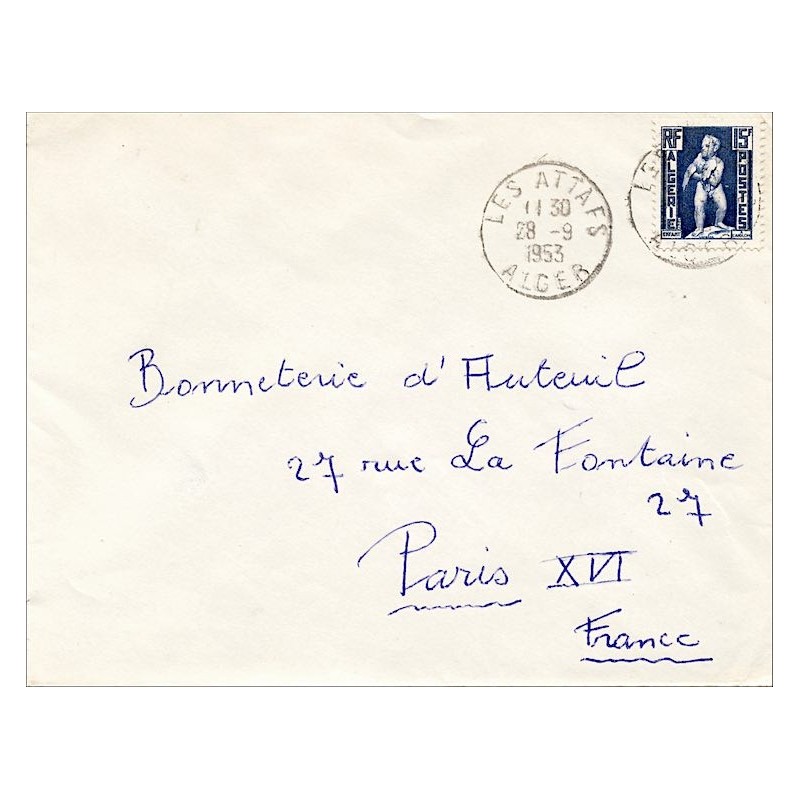 RF 15F
ALGERIE
POSTES
ENFANT
LES ATTAFS
11 30
28 -9
1953
ALGER
Bonneterie d'Auteuil
27 rue La Fontaine
27
Paris XVI
France